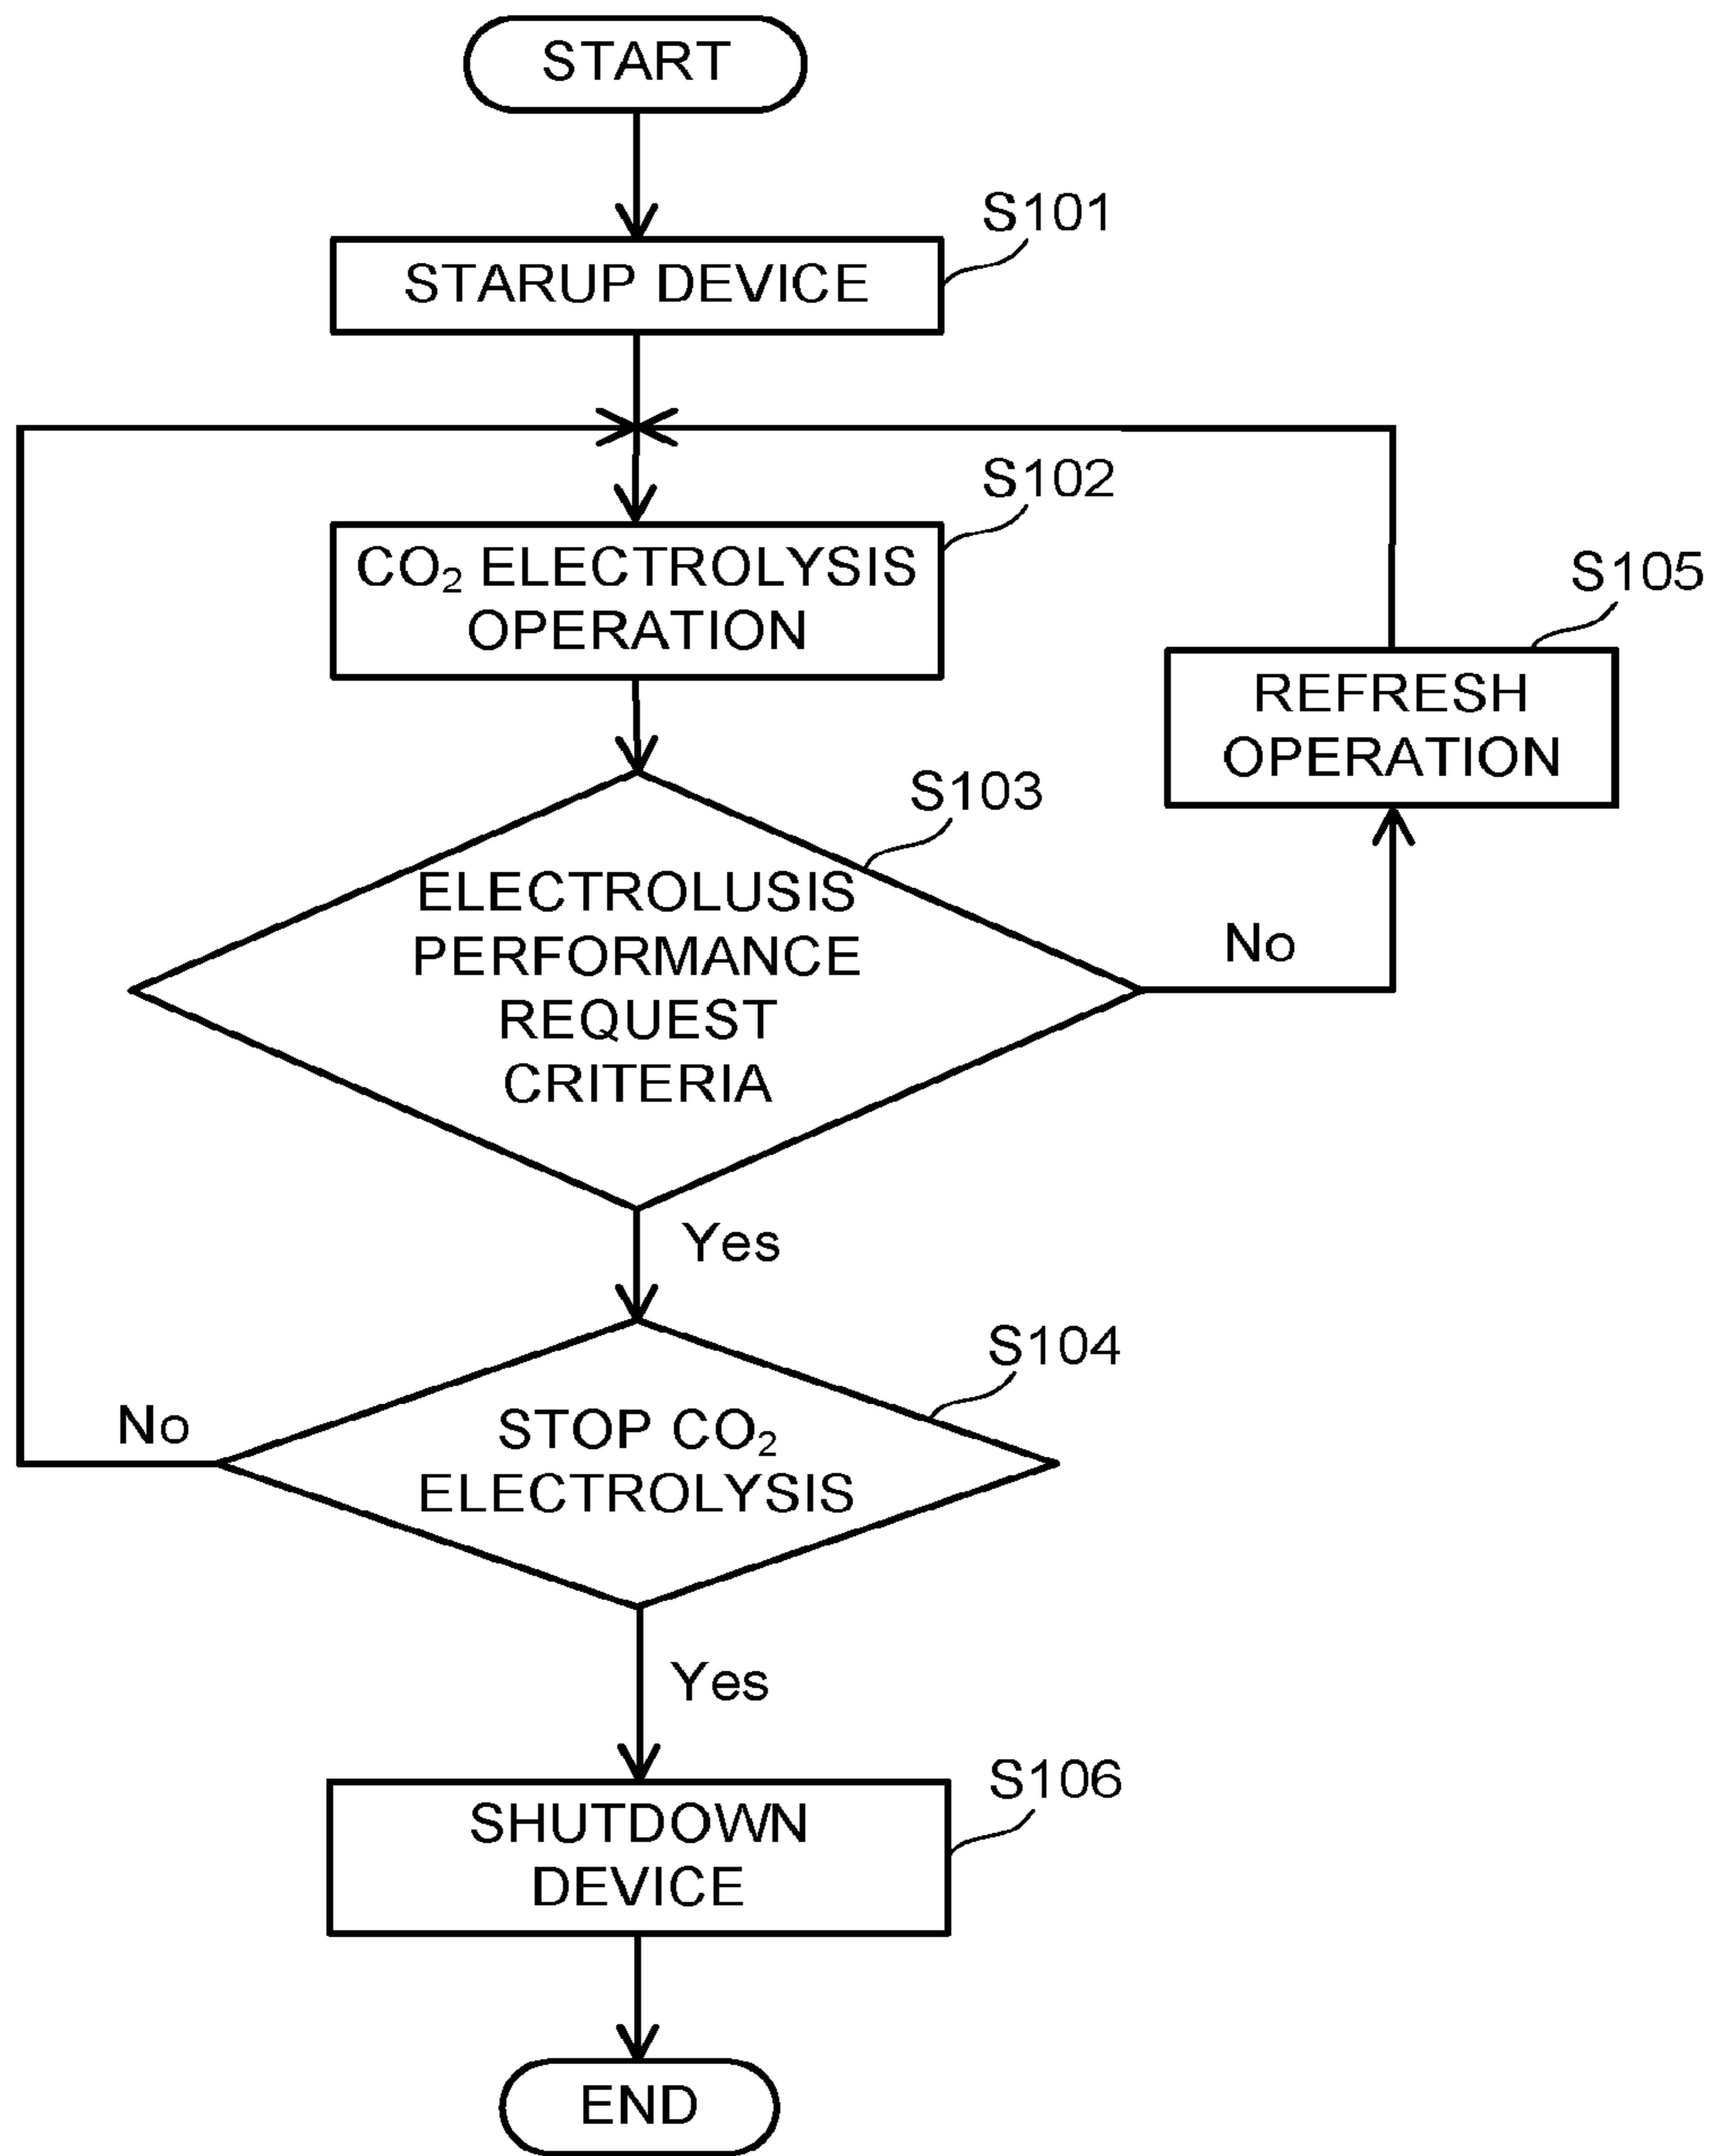 START
S101
STARUP DEVICE
S102
CO₂ ELECTROLYSIS
OPERATION
S105
REFRESH
OPERATION
S103
ELECTROLUSIS
PERFORMANCE
REQUEST
CRITERIA
No
Yes
S104
STOP CO₂
ELECTROLYSIS
No
Yes
S106
SHUTDOWN
DEVICE
END